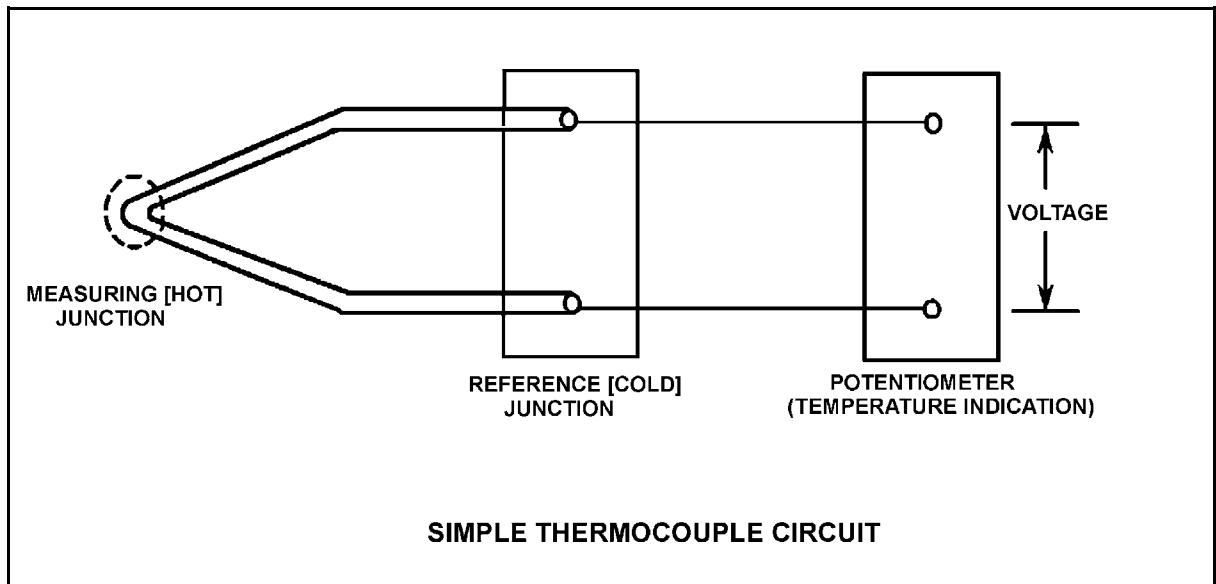 VOLTAGE
MEASURING [HOT]
JUNCTION
REFERENCE [COLD]
JUNCTION
POTENTIOMETER
(TEMPERATURE INDICATION)
SIMPLE THERMOCOUPLE CIRCUIT